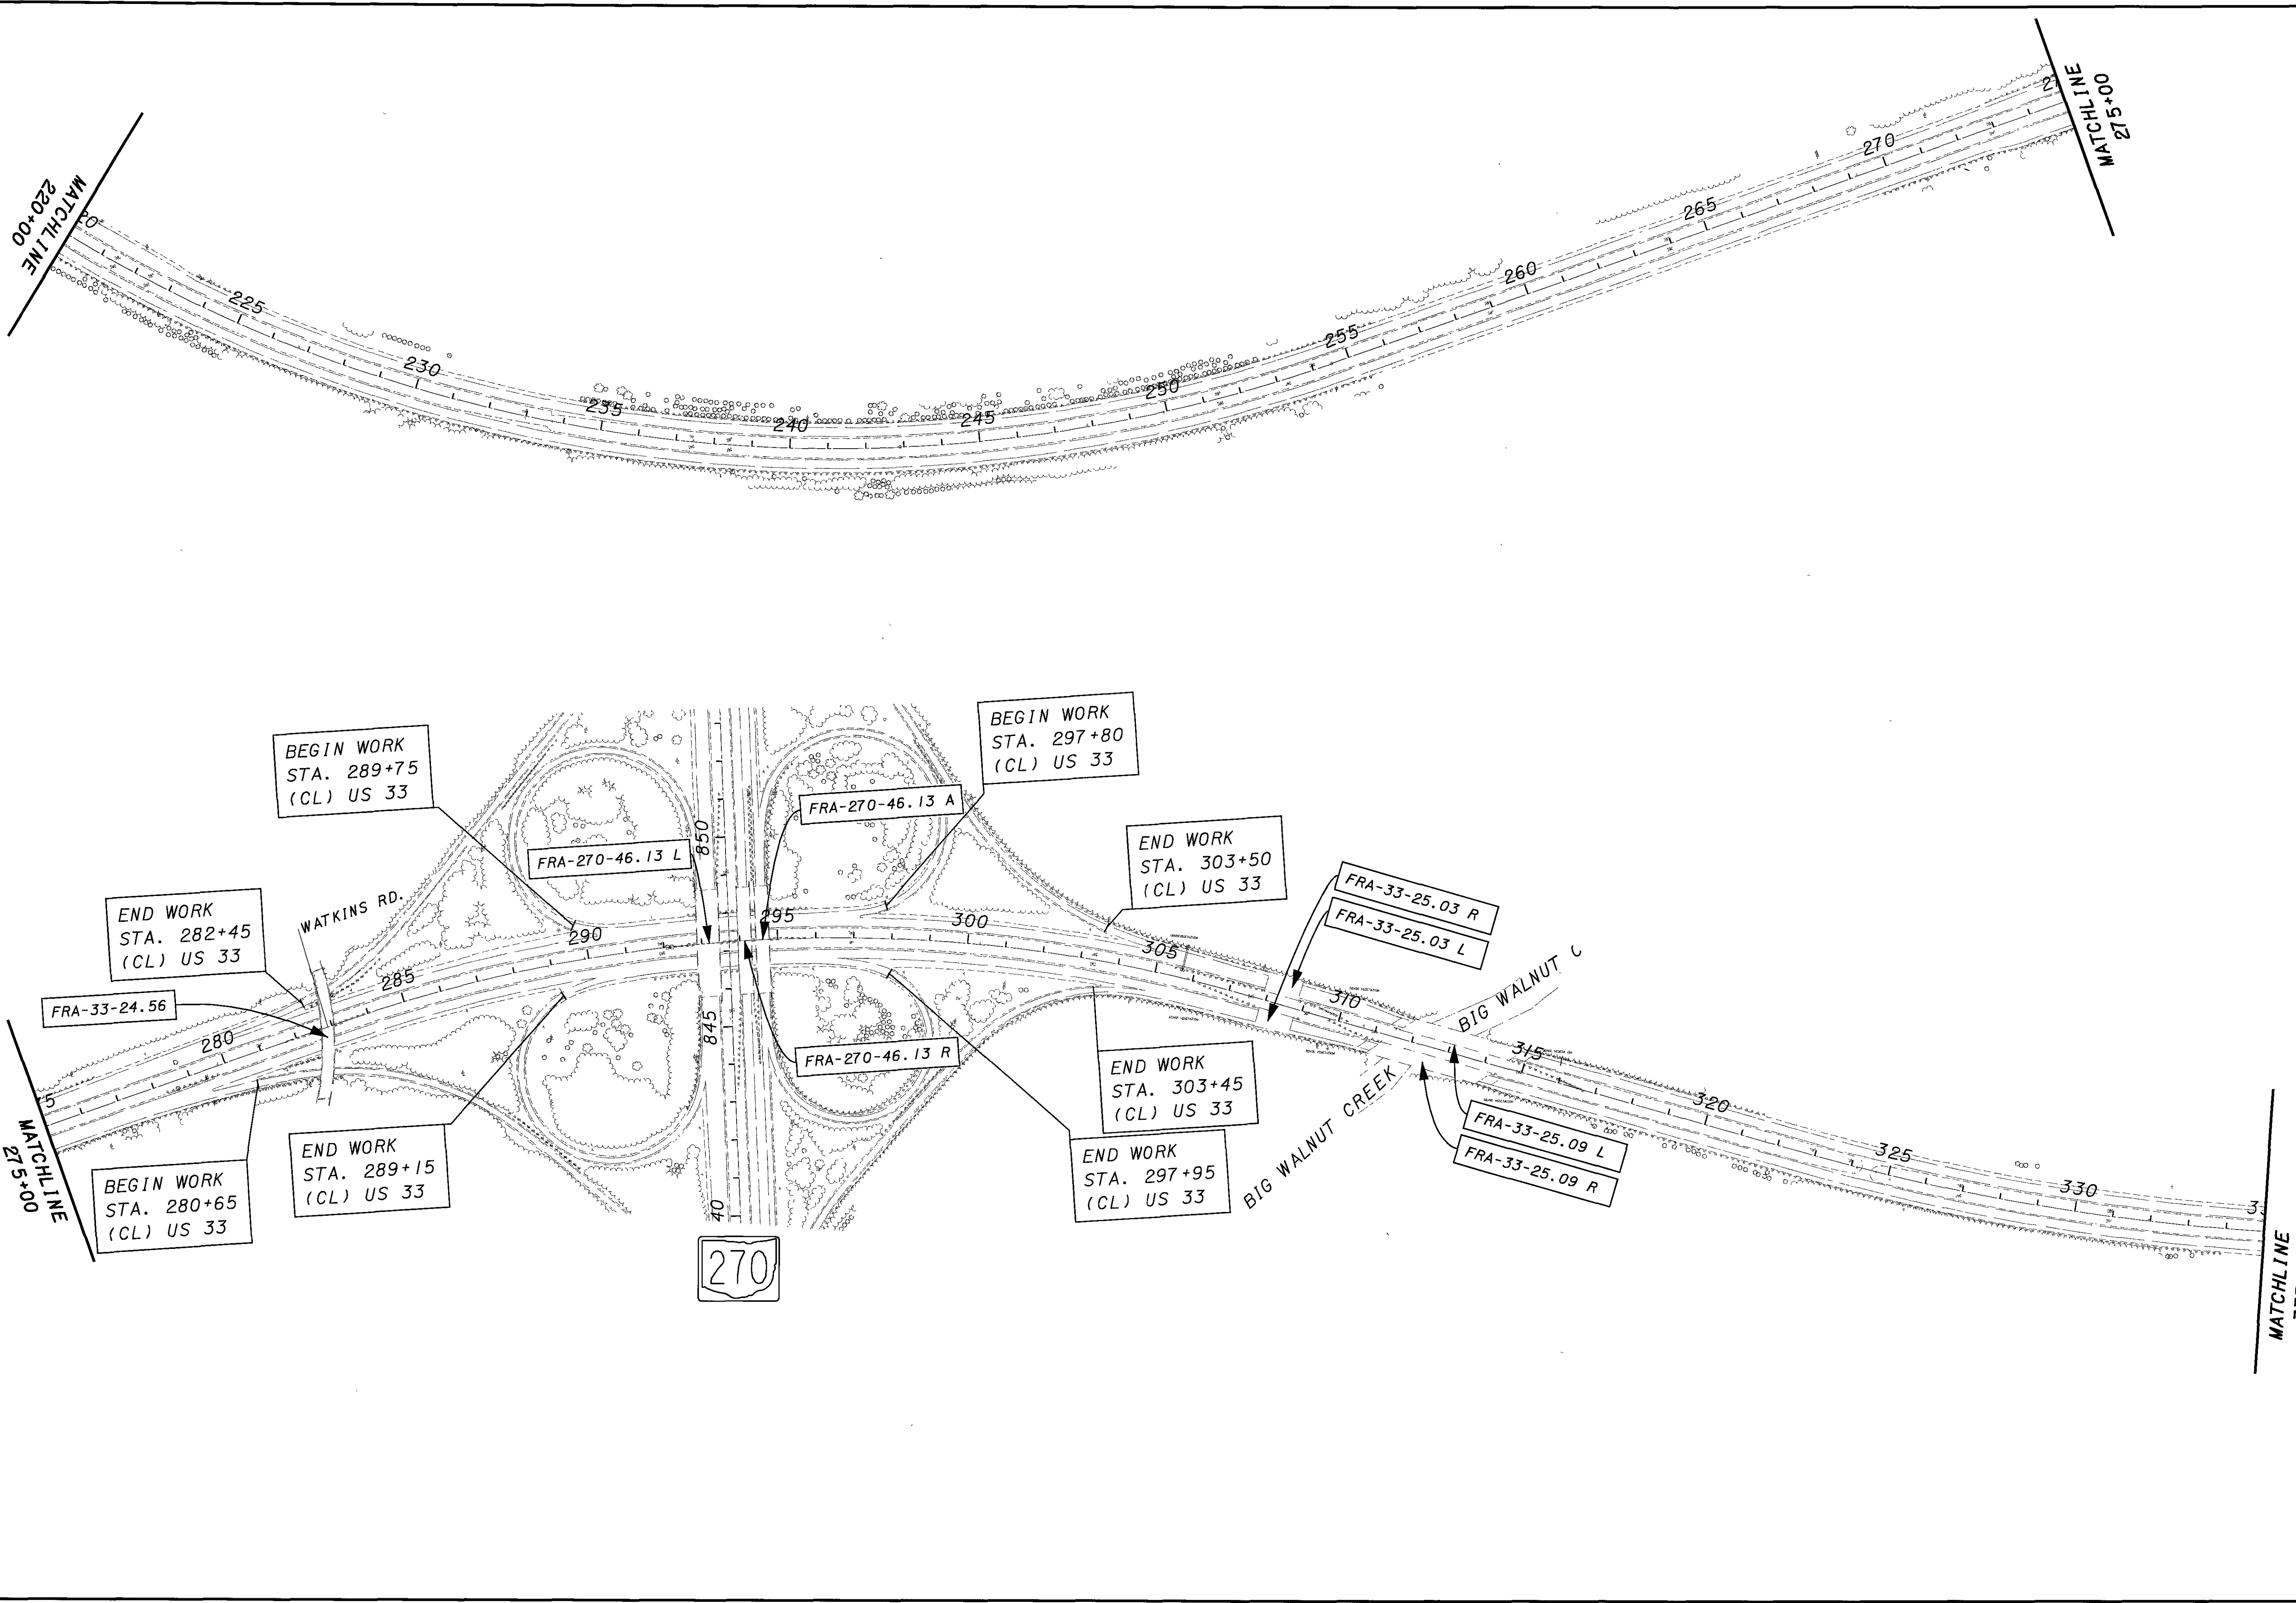 MATCHLINE
220+00
20
225
230
235
240
245
250
255
260
265
270
27
MATCHLINE
275+00
BEGIN WORK
STA. 289+75
(CL) US 33
BEGIN WORK
STA. 297+80
(CL) US 33
FRA-270-46.13 A
FRA-270-46.13 L
850
END WORK
STA. 303+50
(CL) US 33
FRA-33-25.03 R
FRA-33-25.03 L
END WORK
STA. 282+45
(CL) US 33
WATKINS RD.
FRA-33-24.56
MATCHLINE
275+00
5
280
285
290
295
300
305
310
315
320
325
330
3
BIG WALNUT C
BIG WALNUT CREEK
845
FRA-270-46.13 R
END WORK
STA. 303+45
(CL) US 33
END WORK
STA. 297+95
(CL) US 33
FRA-33-25.09 L
FRA-33-25.09 R
BEGIN WORK
STA. 280+65
(CL) US 33
END WORK
STA. 289+15
(CL) US 33
40
270
MATCHLINE